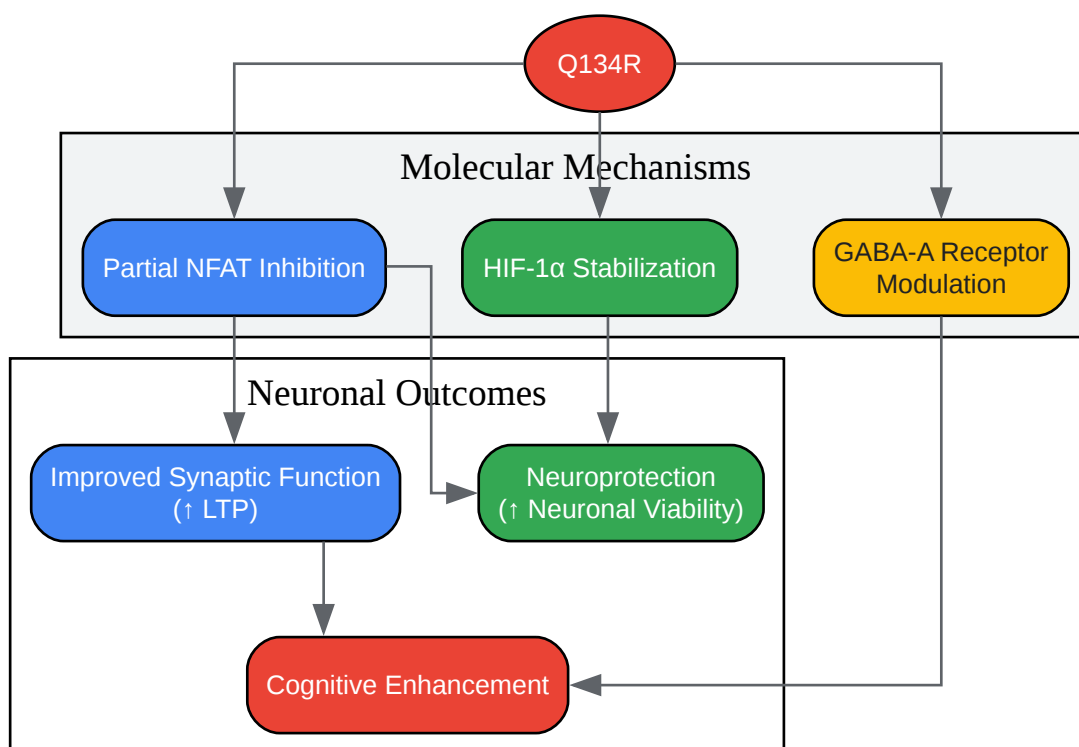 Q134R
Molecular Mechanisms
Partial NFAT Inhibition
HIF-1α Stabilization
GABA-A Receptor
Modulation
Neuronal Outcomes
Improved Synaptic Function
(↑ LTP)
Neuroprotection
(↑ Neuronal Viability)
Cognitive Enhancement